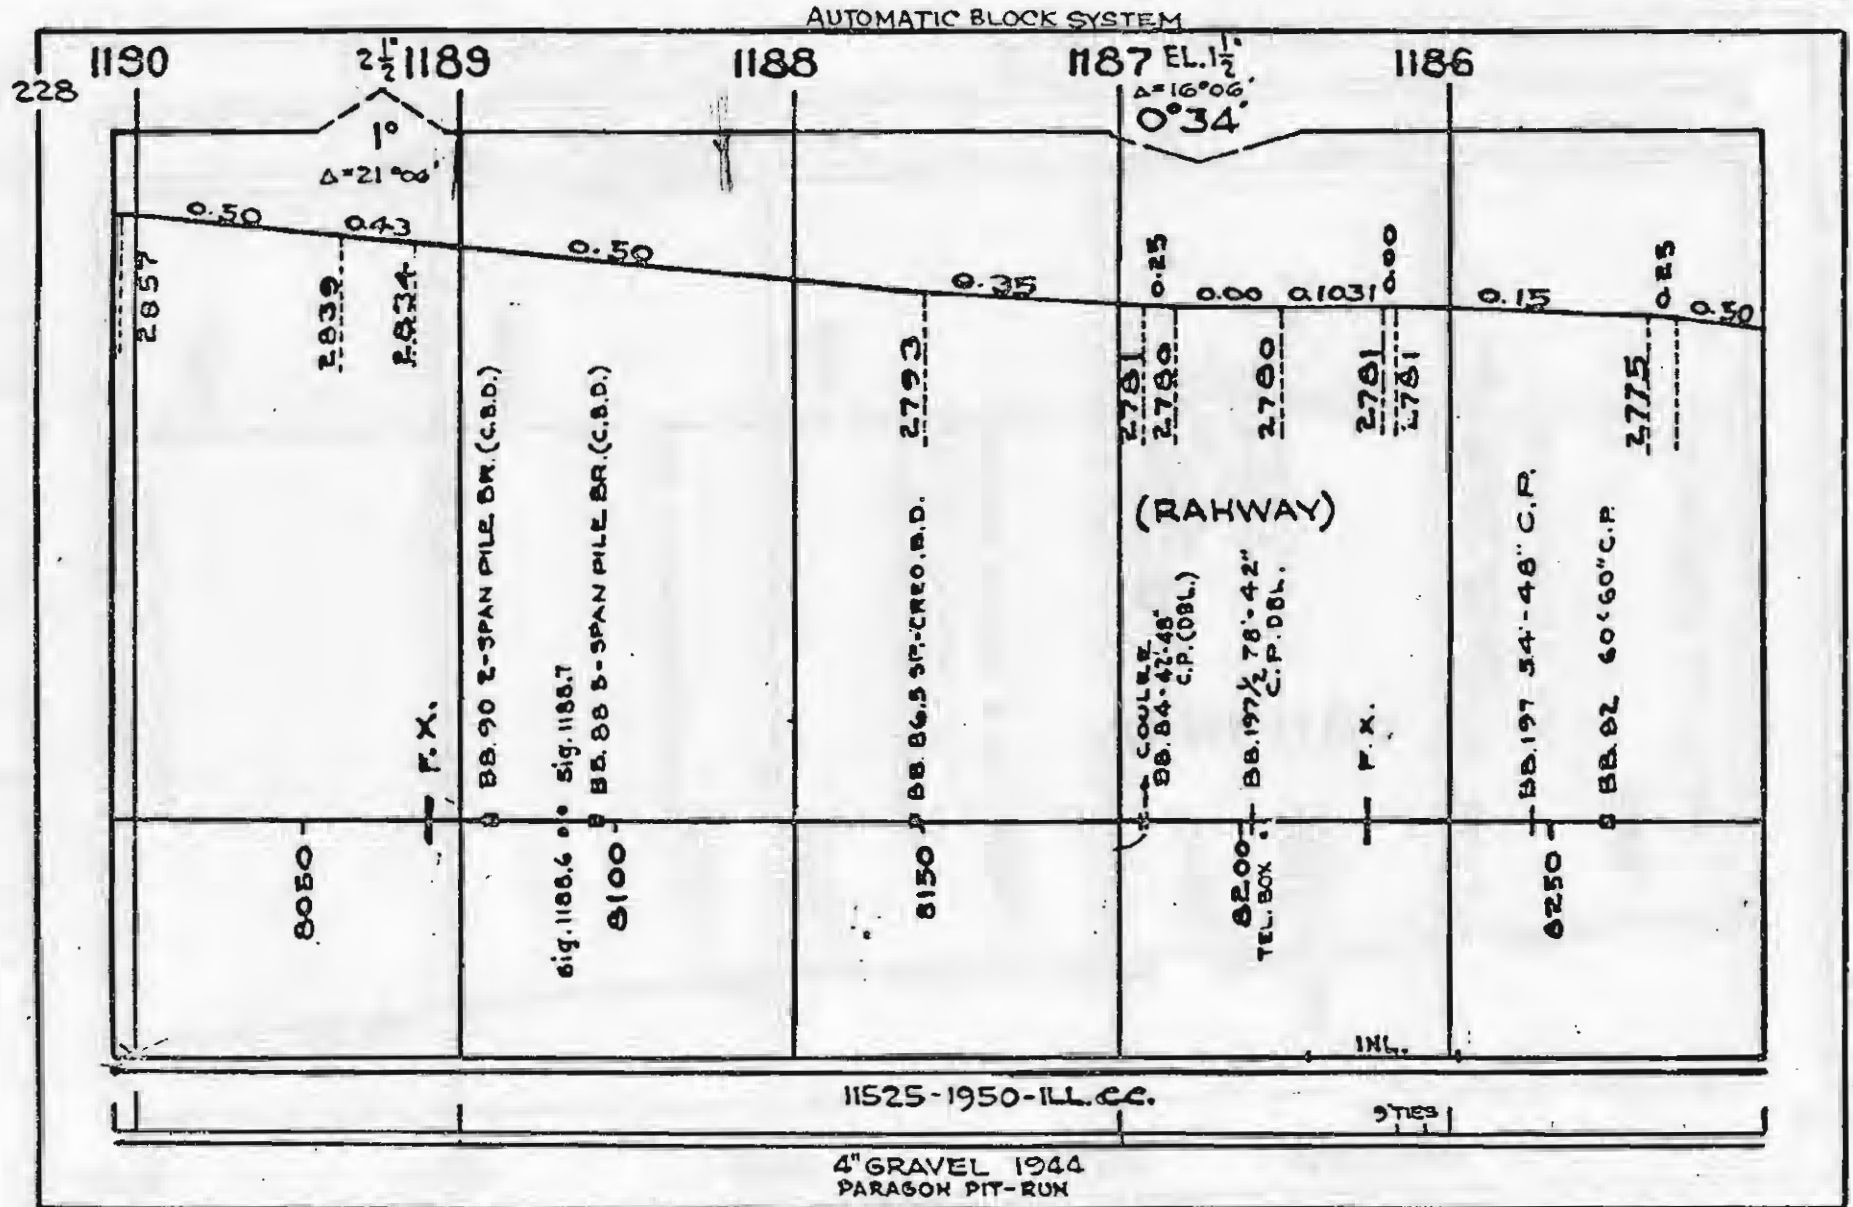 AUTOMATIC BLOCK SYSTEM
1190
2½" 1189
1188
1187 EL. 1½"
1186
228
Δ=16°06'
0°34'
1°
Δ=21°06'
0.50
0.43
0.50
0.25
0.25
0.00
0.1031
0.00
0.15
0.25
0.50
2857
2839
2834
2793
2781
2780
2780
2781
2781
2775
(RAHWAY)
F.X.
BB.90 2-SPAN PILE BR.(C.B.D.)
Sig.1188.6
Sig.1188.7
BB.88 5-SPAN PILE BR.(C.B.D.)
BB.86.5 SP.-CREO.B.D.
COULEE
BB.84-42'-48"
C.P.(DBL.)
BB.197½ 78'-42"
C.P. DBL.
F.X.
BB.197 54'-48" C.P.
BB.82 60'<60"C.P.
8050
8100
8150
8200
TEL. BOX
8250
INL.
11525-1950-ILL.CC.
9 TIES
4" GRAVEL 1944
PARAGON PIT-RUN